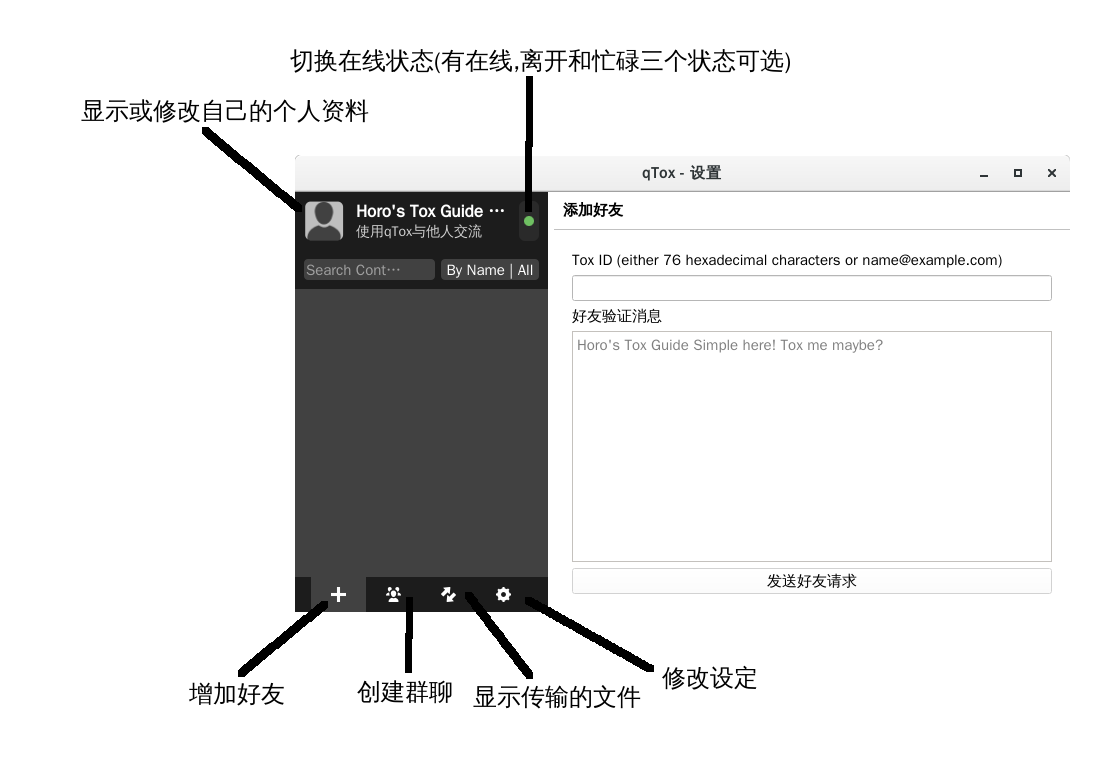 切换在线状态(有在线,离开和忙碌三个状态可选)
显示或修改自己的个人资料
qTox - 设置
Horo's Tox Guide ···
使用qTox与他人交流
Search Cont···
By Name | All
添加好友
Tox ID (either 76 hexadecimal characters or name@example.com)
好友验证消息
Horo's Tox Guide Simple here! Tox me maybe?
发送好友请求
增加好友
创建群聊
显示传输的文件
修改设定